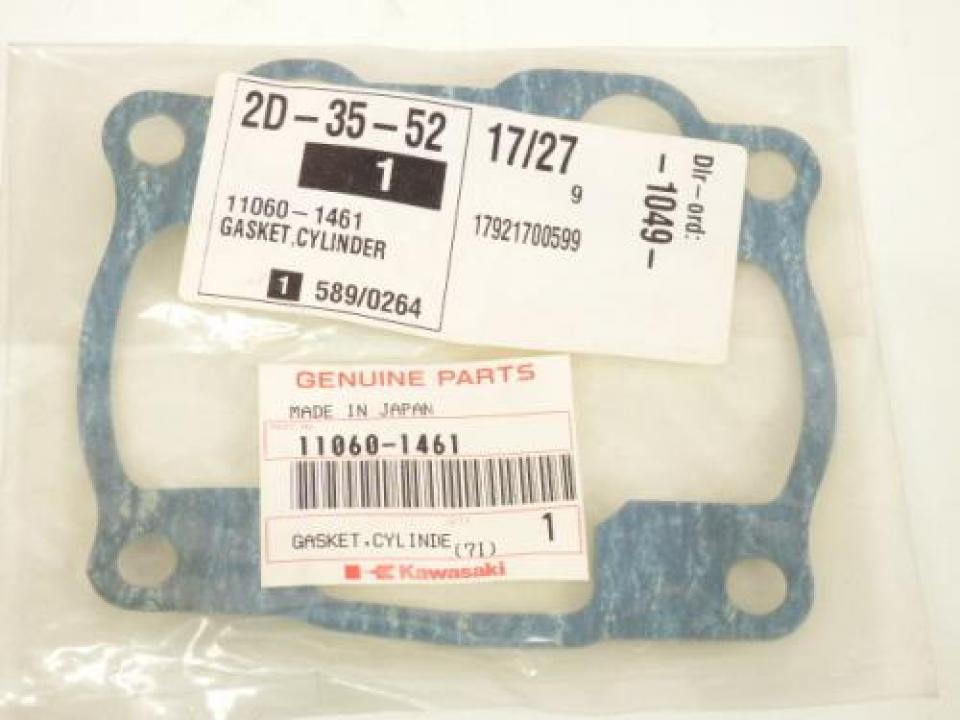 2D-35-52
1
11060-1461
GASKET,CYLINDER
1 589/0264
17/27
9
17921700599
Dlr-ord:
-1049-
GENUINE PARTS
MADE IN JAPAN
11060-1461
GASKET,CYLINDE
(71)
1
Kawasaki